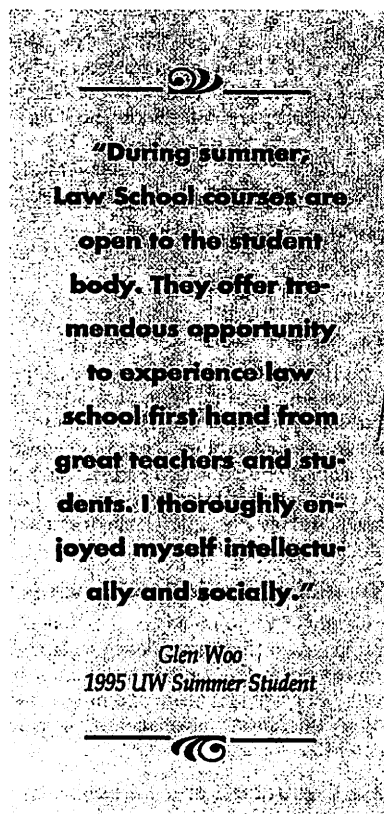 "During summer,
Law School courses are
open to the student
body. They offer tre-
mendous opportunity
to experience law
school first hand from
great teachers and stu-
dents. I thoroughly en-
joyed myself intellectu-
ally and socially."
Glen Woo
1995 UW Summer Student